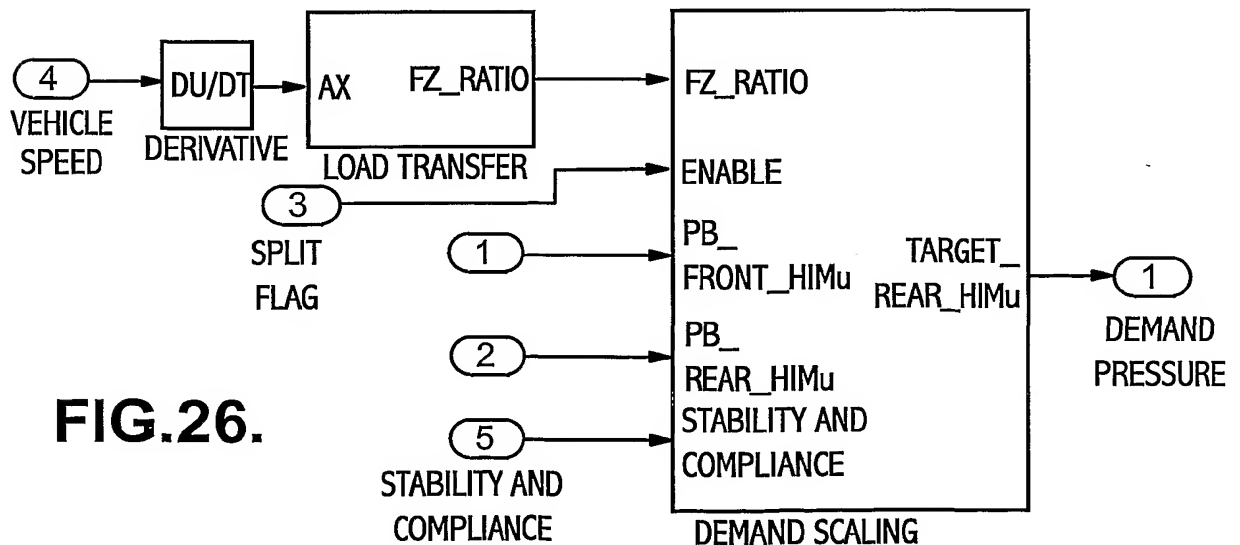 4
VEHICLE
SPEED
DU/DT
DERIVATIVE
AX
FZ_RATIO
LOAD TRANSFER
3
SPLIT
FLAG
1
2
5
STABILITY AND
COMPLIANCE
FZ_RATIO
ENABLE
PB_
FRONT_HIMu
PB_
REAR_HIMu
STABILITY AND
COMPLIANCE
TARGET_
REAR_HIMu
DEMAND SCALING
1
DEMAND
PRESSURE
FIG.26.